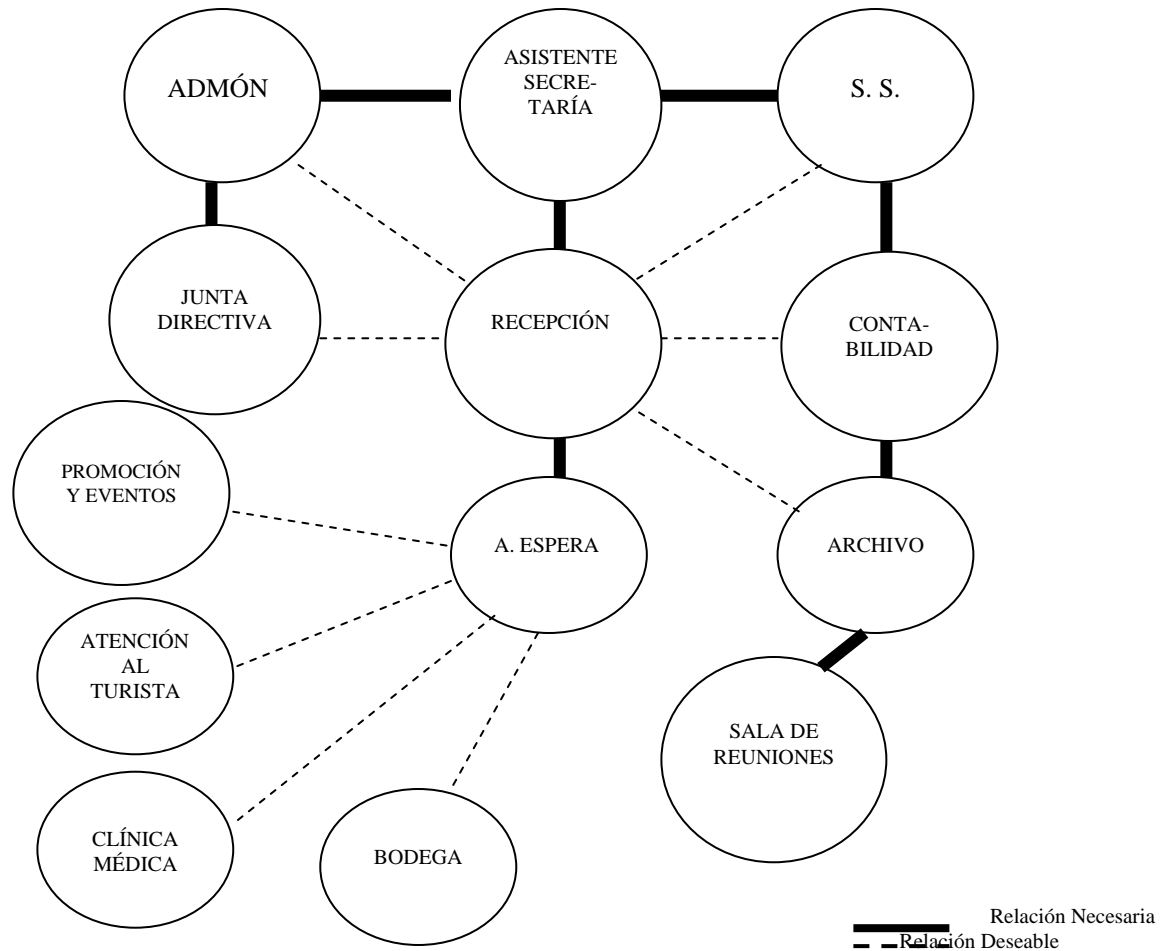 ADMÓN
ASISTENTE
SECRE-
TARÍA
S. S.
JUNTA
DIRECTIVA
RECEPCIÓN
CONTA-
BILIDAD
PROMOCIÓN
Y EVENTOS
A. ESPERA
ARCHIVO
ATENCIÓN
AL
TURISTA
SALA DE
REUNIONES
CLÍNICA
MÉDICA
BODEGA
Relación Necesaria
Relación Deseable